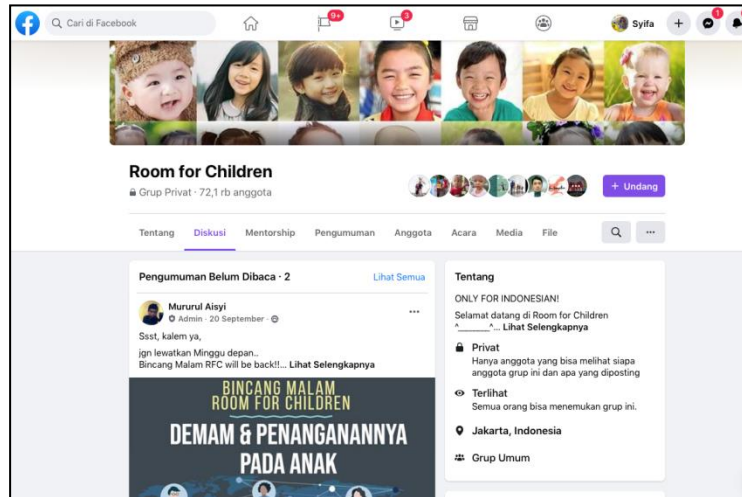 Cari di Facebook
9+
3
Syifa
1
Room for Children
Grup Privat · 72,1 rb anggota
+ Undang
Tentang
Diskusi
Mentorship
Pengumuman
Anggota
Acara
Media
File
Pengumuman Belum Dibaca · 2
Lihat Semua
Mururul Aisyi
Admin · 20 September ·
Ssst, kalem ya,
jgn lewatkan Minggu depan..
Bincang Malam RFC will be back!!... Lihat Selengkapnya
BINCANG MALAM
ROOM FOR CHILDREN
DEMAM & PENANGANANNYA
PADA ANAK
Tentang
ONLY FOR INDONESIAN!
Selamat datang di Room for Children
^_______^... Lihat Selengkapnya
Privat
Hanya anggota yang bisa melihat siapa
anggota grup ini dan apa yang diposting
Terlihat
Semua orang bisa menemukan grup ini.
Jakarta, Indonesia
Grup Umum